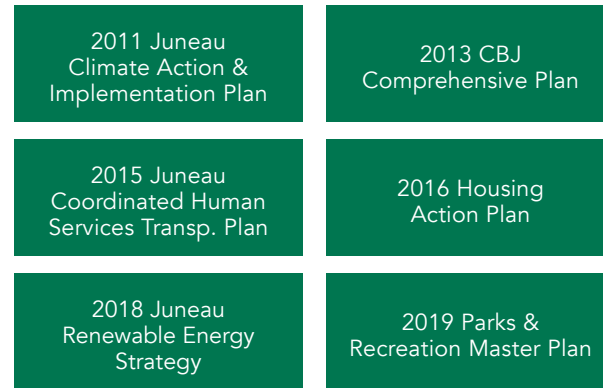 2011 Juneau
Climate Action &
Implementation Plan
2013 CBJ
Comprehensive Plan
2015 Juneau
Coordinated Human
Services Transp. Plan
2016 Housing
Action Plan
2018 Juneau
Renewable Energy
Strategy
2019 Parks &
Recreation Master Plan